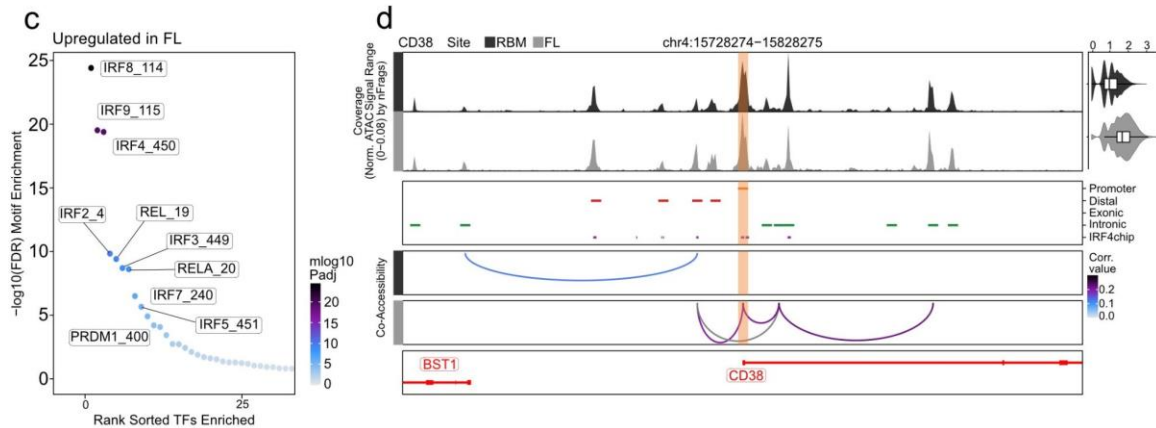 c
Upregulated in FL
25
20
15
10
5
0
−log10(FDR) Motif Enrichment
IRF8_114
IRF9_115
IRF4_450
IRF2_4
REL_19
IRF3_449
RELA_20
IRF7_240
IRF5_451
PRDM1_400
0 25
Rank Sorted TFs Enriched
mlog10
Padj
20
15
10
5
0
d
CD38 Site RBM FL chr4:15728274−15828275
0 1 2 3
Coverage
(Norm. ATAC Signal Range
(0−0.08) by nFrags)
Promoter
Distal
Exonic
Intronic
IRF4chip
Co-Accessibility
Corr.
value
0.2
0.1
0.0
BST1
CD38